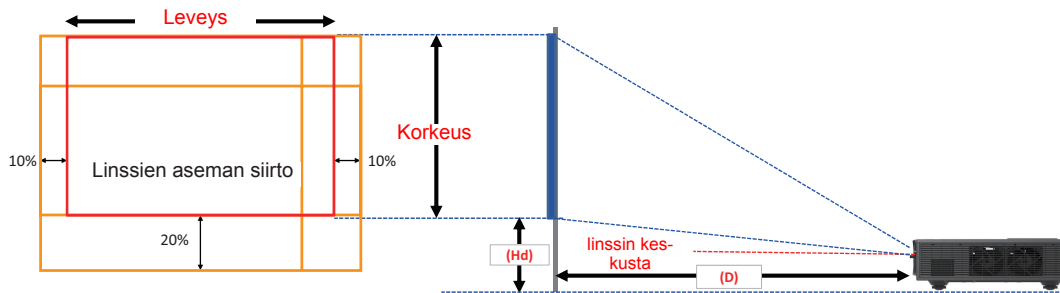 Leveys
Korkeus
10%
Linssien aseman siirto
10%
20%
(Hd)
linssin kes-
kusta
(D)